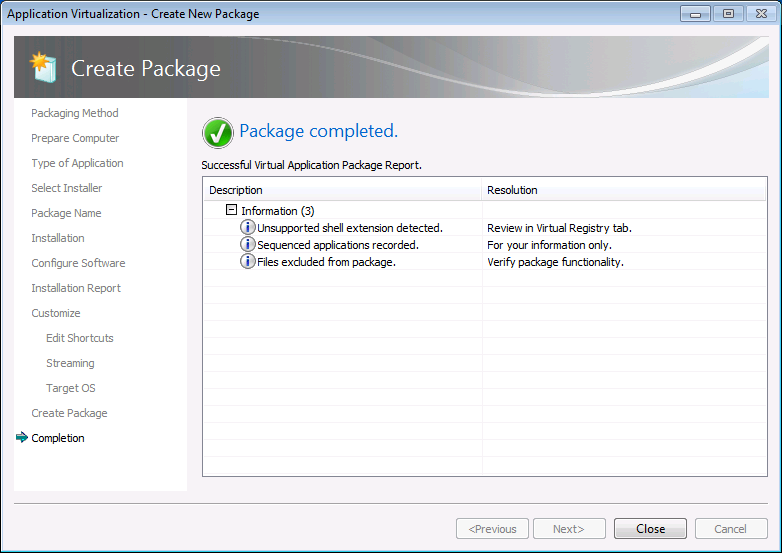 Application Virtualization - Create New Package
Create Package
Packaging Method
Prepare Computer
Type of Application
Select Installer
Package Name
Installation
Configure Software
Installation Report
Customize
Edit Shortcuts
Streaming
Target OS
Create Package
Completion
Package completed.
Successful Virtual Application Package Report.
Description Resolution
Information (3)
Unsupported shell extension detected. Review in Virtual Registry tab.
Sequenced applications recorded. For your information only.
Files excluded from package. Verify package functionality.
<Previous Next> Close Cancel